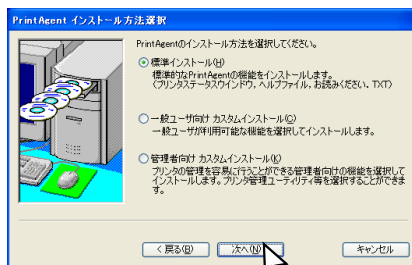 PrintAgent インストール方法選択
PrintAgentのインストール方法を選択してください。
標準インストール(H)
標準的なPrintAgentの機能をインストールします。
(プリンタステータスウィンドウ、ヘルプファイル、お読みください.TXT)
一般ユーザ向け カスタムインストール(C)
一般ユーザが利用可能な機能を選択してインストールします。
管理者向け カスタムインストール(K)
プリンタの管理を容易に行うことができる管理者向けの機能を選択して
インストールします。プリンタ管理ユーティリティ等を選択することができま
す。
< 戻る(B)
次へ(N)
キャンセル